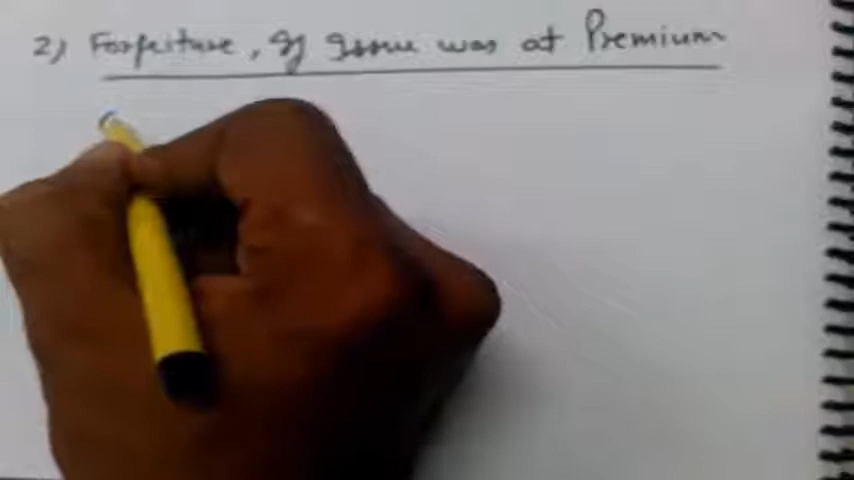 2) Forfeiture, If Issue was at Premium